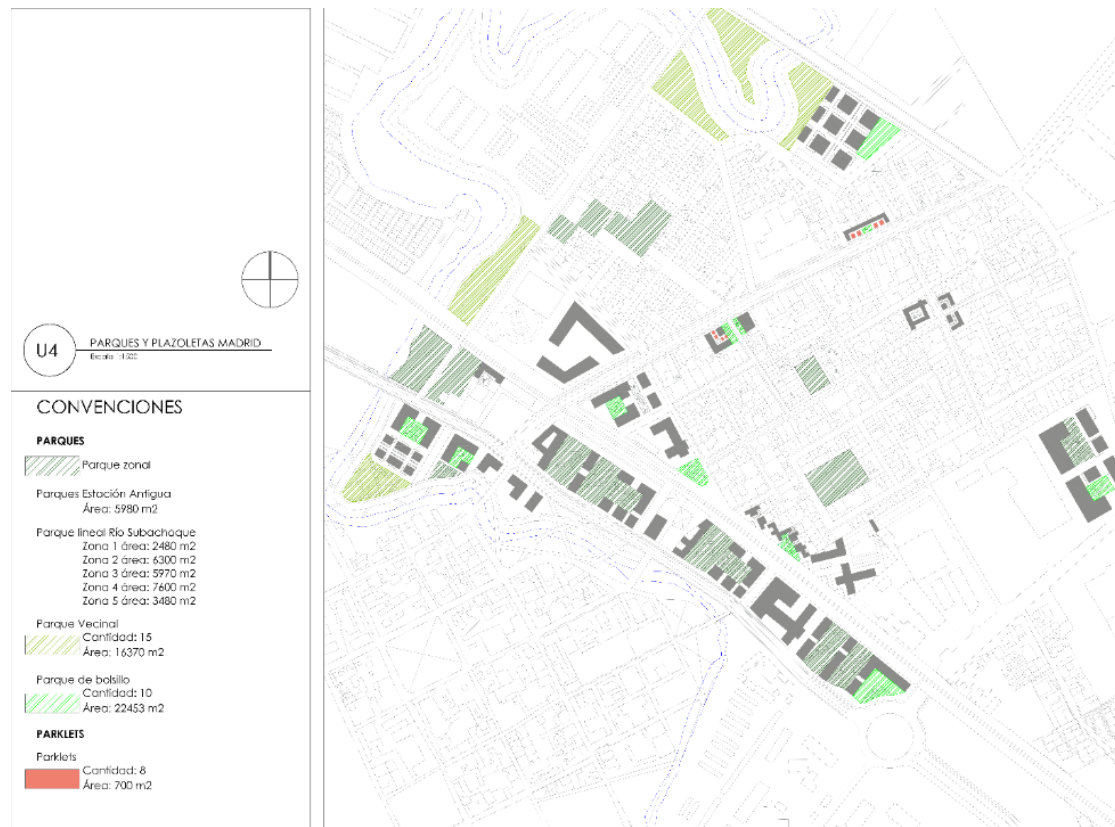 U4
PARQUES Y PLAZOLETAS MADRID
Escala 1:1500
CONVENCIONES
PARQUES
Parque zonal
Parques Estación Antigua
Área: 5980 m2
Parque lineal Río Subachoque
Zona 1 área: 2480 m2
Zona 2 área: 6300 m2
Zona 3 área: 5970 m2
Zona 4 área: 7600 m2
Zona 5 área: 3480 m2
Parque Vecinal
Cantidad: 15
Área: 16370 m2
Parque de bolsillo
Cantidad: 10
Área: 22453 m2
PARKLETS
Parklets
Cantidad: 8
Área: 700 m2